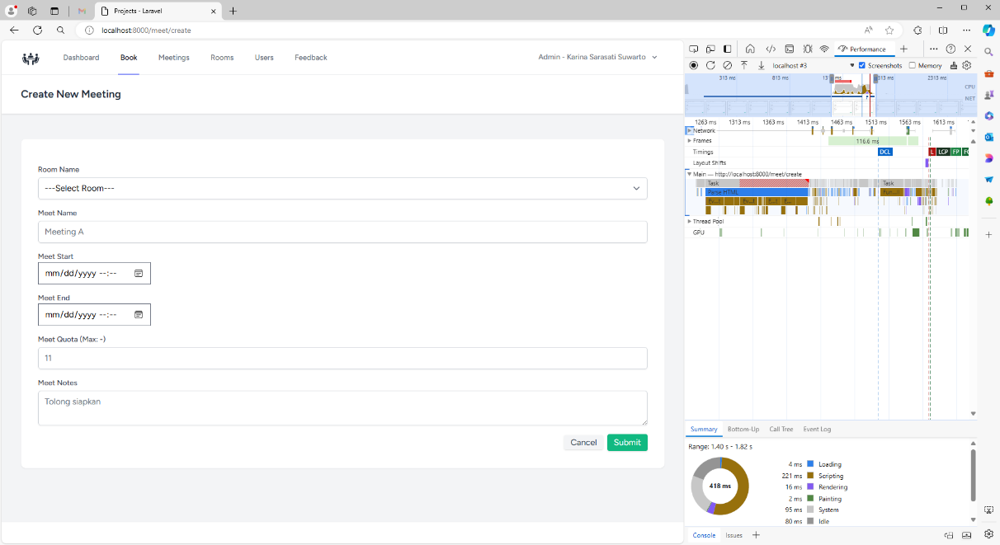 Projects - Laravel
localhost:8000/meet/create
Dashboard Book Meetings Rooms Users Feedback Admin - Karina Sarasati Suwarto
Create New Meeting
Room Name
---Select Room---
Meet Name
Meeting A
Meet Start
mm/dd/yyyy --:--
Meet End
mm/dd/yyyy --:--
Meet Quota (Max: -)
11
Meet Notes
Tolong siapkan
Cancel Submit
Performance
localhost #3 Screenshots Memory
313 ms 813 ms 313 ms 2313 ms
CPU
NET
1263 ms 1313 ms 1363 ms 1413 ms 1463 ms 1513 ms 1563 ms 1613 ms
Network
Frames 116.6 ms
Timings DCL L LCP FP
Layout Shifts
Main — http://localhost:8000/meet/create
Task Task
Parse HTML
Thread Pool
GPU
Summary Bottom-Up Call Tree Event Log
Range: 1.40 s - 1.82 s
418 ms
4 ms Loading
221 ms Scripting
16 ms Rendering
2 ms Painting
95 ms System
80 ms Idle
Console Issues